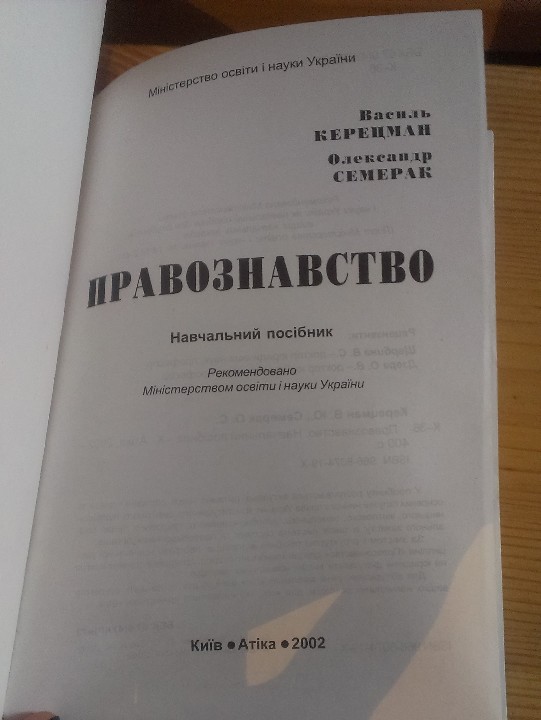 Міністерство освіти і науки України
Василь
КЕРЕЦМАН
Олександр
СЕМЕРАК
ПРАВОЗНАВСТВО
Навчальний посібник
Рекомендовано
Міністерством освіти і науки України
Київ ● Атіка ● 2002